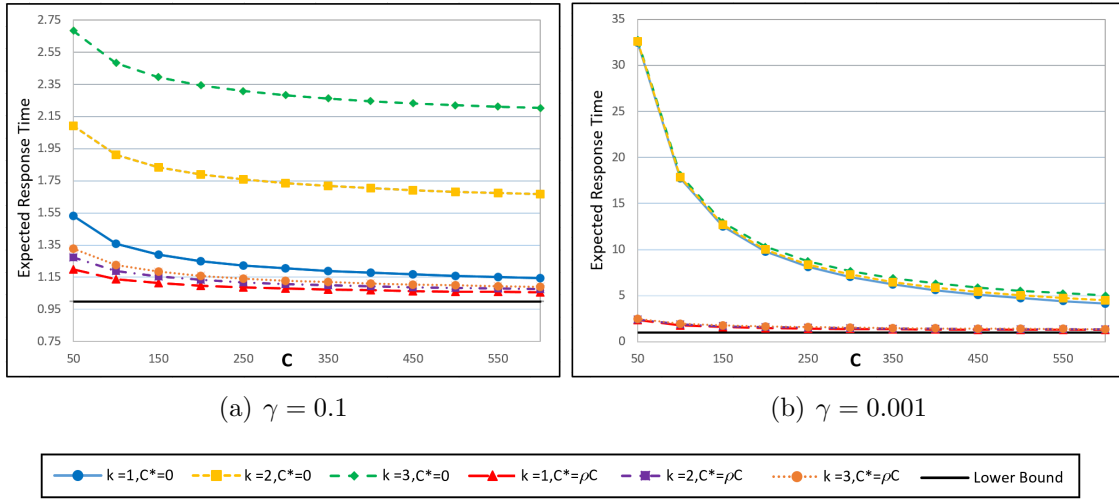 2.75
2.55
2.35
2.15
1.95
1.75
1.55
1.35
1.15
0.95
0.75
Expected Response Time
50 150 250 350 450 550
C
35
30
25
20
15
10
5
0
Expected Response Time
50 150 250 350 450 550
C
(a) γ = 0.1
(b) γ = 0.001
k =1,C*=0 k =2,C*=0 k =3,C*=0 k =1,C*=ρC k =2,C*=ρC k =3,C*=ρC Lower Bound